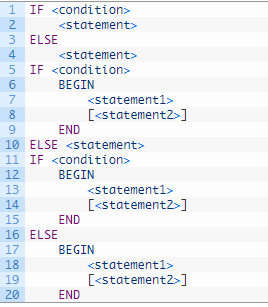 1 IF <condition>
2 <statement>
3 ELSE
4 <statement>
5 IF <condition>
6 BEGIN
7 <statement1>
8 [<statement2>]
9 END
10 ELSE <statement>
11 IF <condition>
12 BEGIN
13 <statement1>
14 [<statement2>]
15 END
16 ELSE
17 BEGIN
18 <statement1>
19 [<statement2>]
20 END